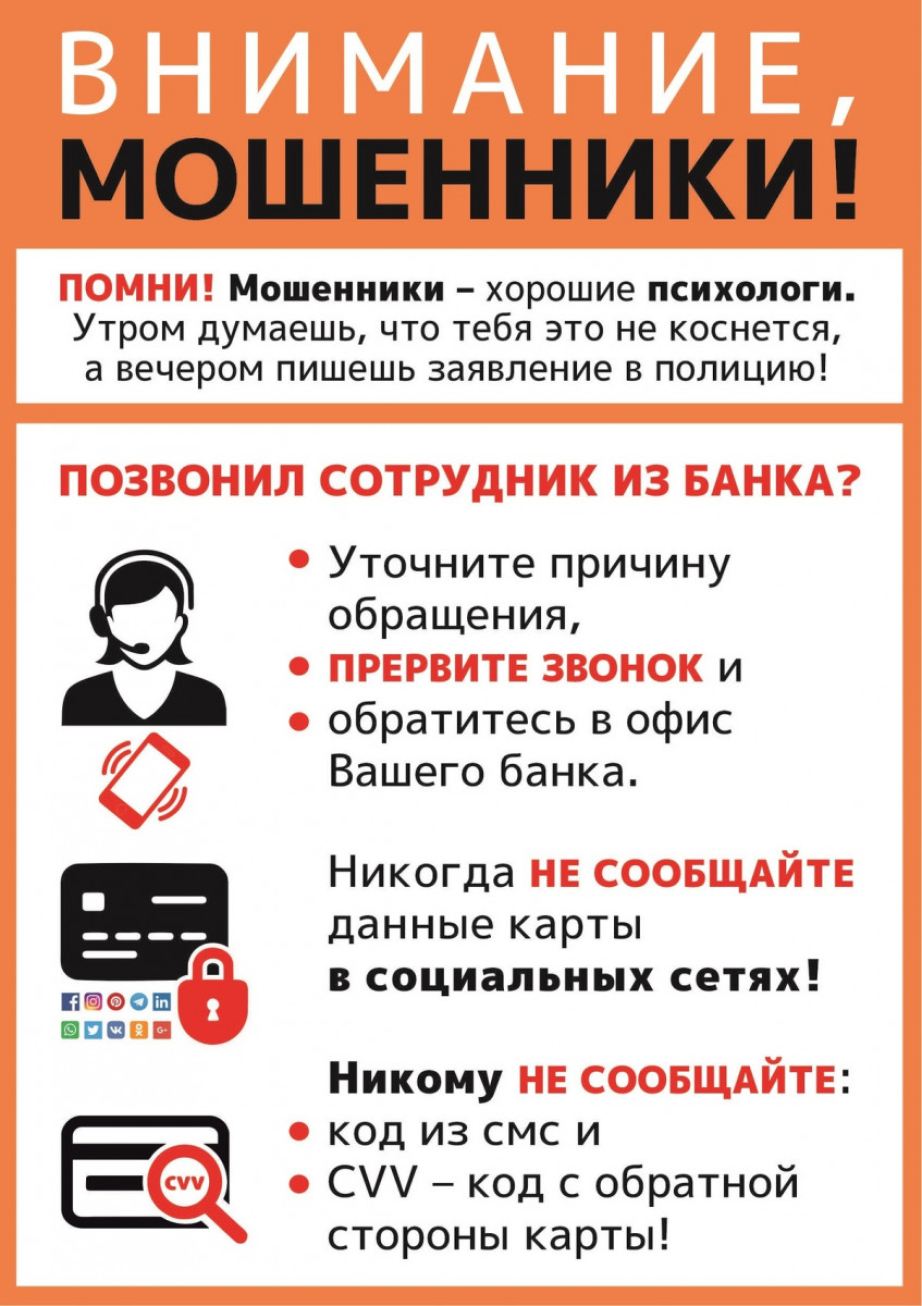 ВНИМАНИЕ,
МОШЕННИКИ!
ПОМНИ! Мошенники – хорошие психологи.
Утром думаешь, что тебя это не коснется,
а вечером пишешь заявление в полицию!
ПОЗВОНИЛ СОТРУДНИК ИЗ БАНКА?
• Уточните причину
обращения,
• ПРЕРВИТЕ ЗВОНОК и
• обратитесь в офис
Вашего банка.
Никогда НЕ СООБЩАЙТЕ
данные карты
в социальных сетях!
Никому НЕ СООБЩАЙТЕ:
• код из смс и
• CVV – код с обратной
стороны карты!
CVV